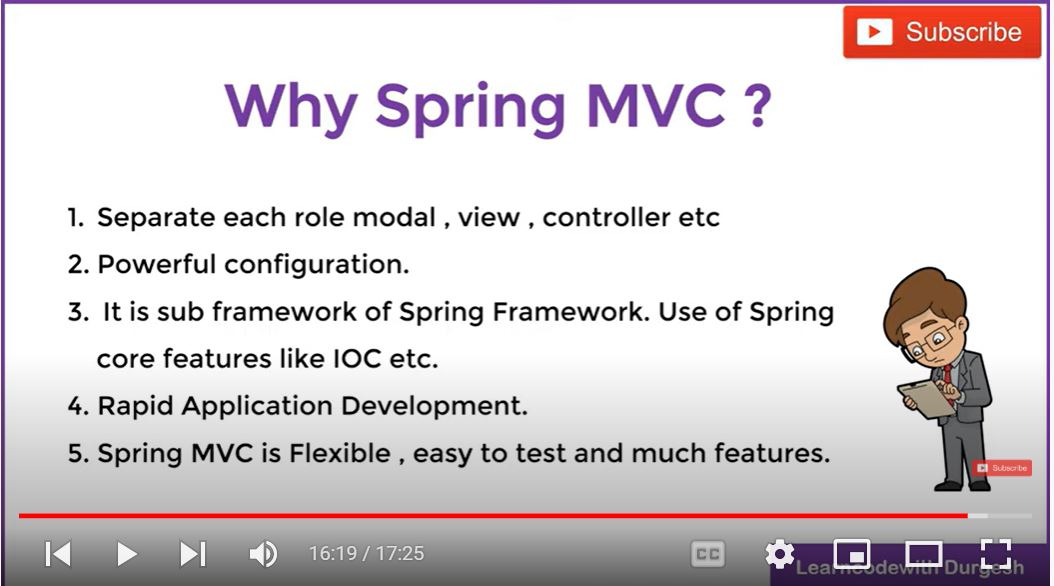 Subscribe
Why Spring MVC ?
1. Separate each role modal , view , controller etc
2. Powerful configuration.
3. It is sub framework of Spring Framework. Use of Spring
core features like IOC etc.
4. Rapid Application Development.
5. Spring MVC is Flexible , easy to test and much features.
Subscribe
16:19 / 17:25
CC
Learncodewith Durgesh